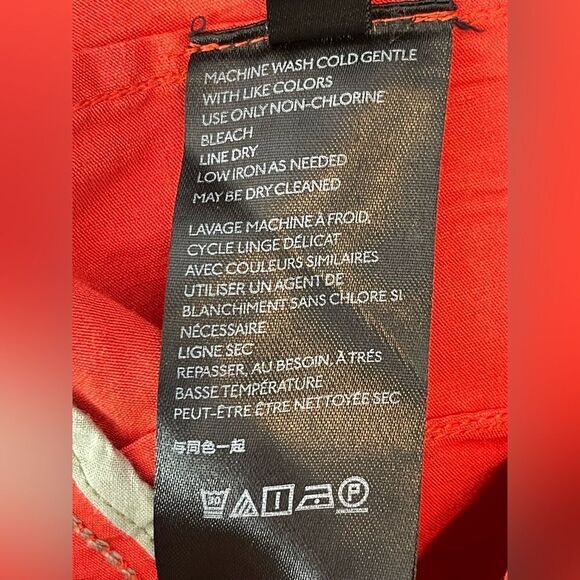 MACHINE WASH COLD GENTLE
WITH LIKE COLORS
USE ONLY NON-CHLORINE
BLEACH
LINE DRY
LOW IRON AS NEEDED
MAY BE DRY CLEANED
LAVAGE MACHINE À FROID,
CYCLE LINGE DÉLICAT
AVEC COULEURS SIMILAIRES
UTILISER UN AGENT DE
BLANCHIMENT SANS CHLORE SI
NÉCESSAIRE
LIGNE SEC
REPASSER, AU BESOIN, À TRÉS
BASSE TEMPÉRATURE
PEUT-ÊTRE ÊTRE NETTOYÉE SEC
与同色一起
30 P